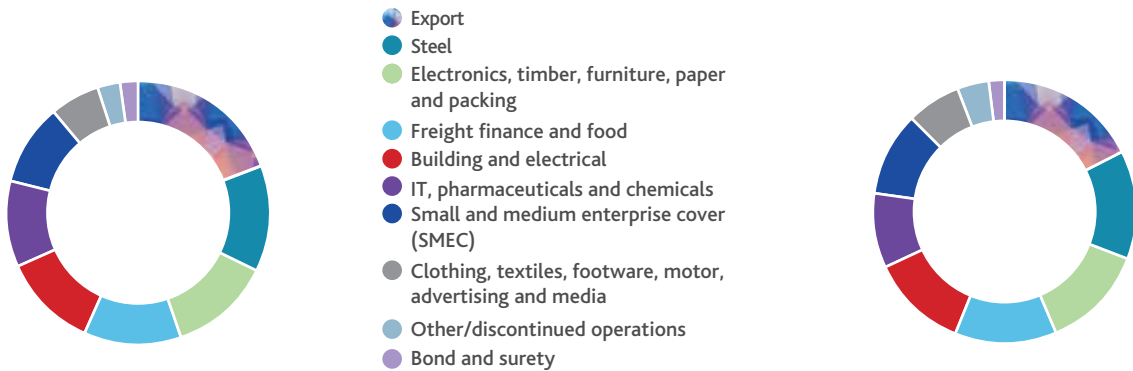 Export
Steel
Electronics, timber, furniture, paper
and packing
Freight finance and food
Building and electrical
IT, pharmaceuticals and chemicals
Small and medium enterprise cover
(SMEC)
Clothing, textiles, footware, motor,
advertising and media
Other/discontinued operations
Bond and surety